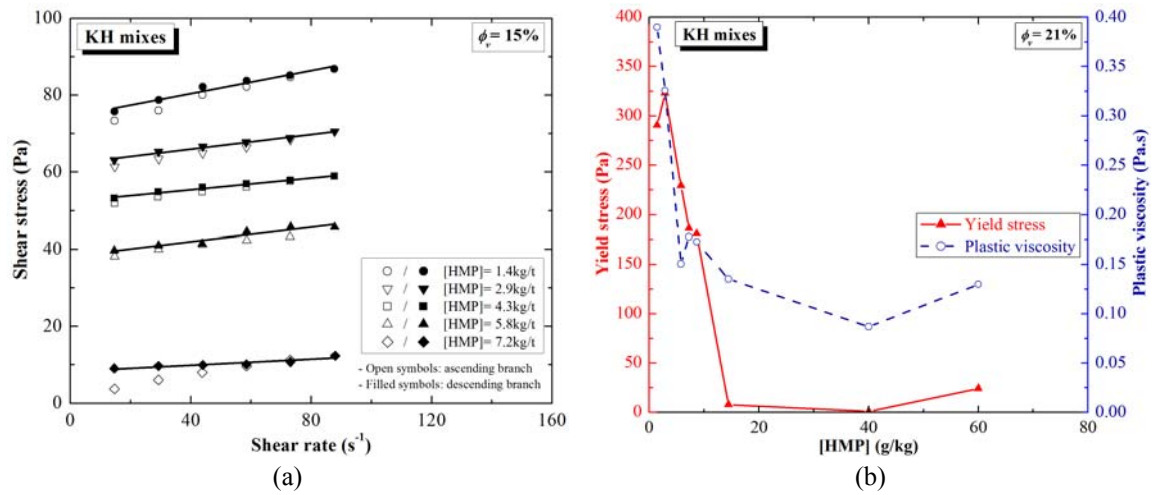 KH mixes
ϕv = 15%
100
80
60
40
20
0
Shear stress (Pa)
0
40
80
120
160
Shear rate (s-1)
○ / ● [HMP]= 1.4kg/t
▽ / ▼ [HMP]= 2.9kg/t
□ / ■ [HMP]= 4.3kg/t
△ / ▲ [HMP]= 5.8kg/t
◇ / ◆ [HMP]= 7.2kg/t
- Open symbols: ascending branch
- Filled symbols: descending branch
(a)
KH mixes
ϕv = 21%
400
350
300
250
200
150
100
50
0
Yield stress (Pa)
0.40
0.35
0.30
0.25
0.20
0.15
0.10
0.05
0.00
Plastic viscosity (Pa.s)
Yield stress
Plastic viscosity
0
20
40
60
80
[HMP] (g/kg)
(b)